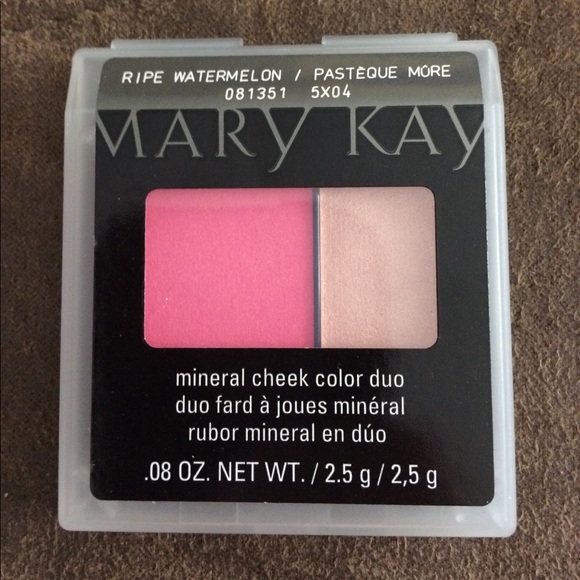 RIPE WATERMELON / PASTÈQUE MÛRE
081351 5X04
MARY KAY
mineral cheek color duo
duo fard à joues minéral
rubor mineral en dúo
.08 OZ. NET WT. / 2.5 g / 2,5 g